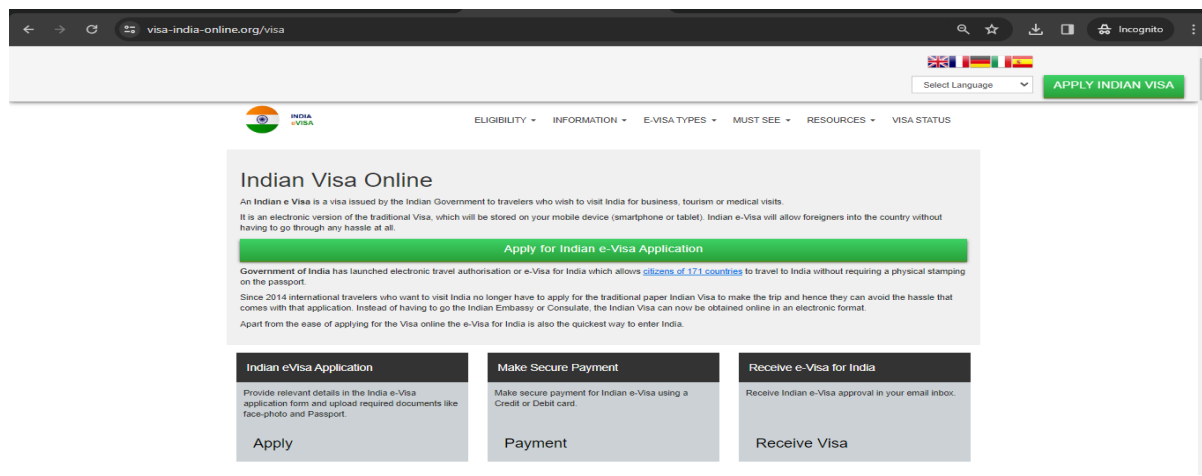 visa-india-online.org/visa
Incognito
Select Language
APPLY INDIAN VISA
INDIA
eVISA
ELIGIBILITY
INFORMATION
E-VISA TYPES
MUST SEE
RESOURCES
VISA STATUS
Indian Visa Online
An Indian e Visa is a visa issued by the Indian Government to travelers who wish to visit India for business, tourism or medical visits.
It is an electronic version of the traditional Visa, which will be stored on your mobile device (smartphone or tablet). Indian e-Visa will allow foreigners into the country without
having to go through any hassle at all.
Apply for Indian e-Visa Application
Government of India has launched electronic travel authorisation or e-Visa for India which allows citizens of 171 countries to travel to India without requiring a physical stamping
on the passport.
Since 2014 international travelers who want to visit India no longer have to apply for the traditional paper Indian Visa to make the trip and hence they can avoid the hassle that
comes with that application. Instead of having to go the Indian Embassy or Consulate, the Indian Visa can now be obtained online in an electronic format.
Apart from the ease of applying for the Visa online the e-Visa for India is also the quickest way to enter India.
Indian eVisa Application
Provide relevant details in the India e-Visa
application form and upload required documents like
face-photo and Passport.
Apply
Make Secure Payment
Make secure payment for Indian e-Visa using a
Credit or Debit card.
Payment
Receive e-Visa for India
Receive Indian e-Visa approval in your email inbox.
Receive Visa